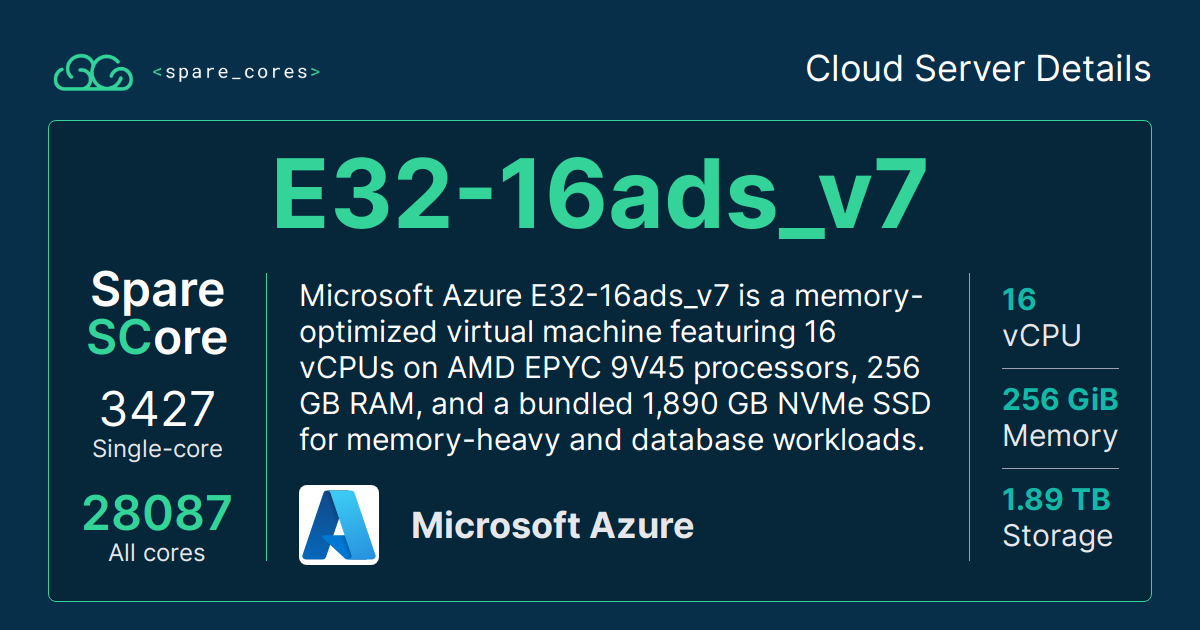 <spare_cores>
Cloud Server Details
E32-16ads_v7
Spare
SCore
3427
Single-core
28087
All cores
Microsoft Azure E32-16ads_v7 is a memory-
optimized virtual machine featuring 16
vCPUs on AMD EPYC 9V45 processors, 256
GB RAM, and a bundled 1,890 GB NVMe SSD
for memory-heavy and database workloads.
Microsoft Azure
16
vCPU
256 GiB
Memory
1.89 TB
Storage